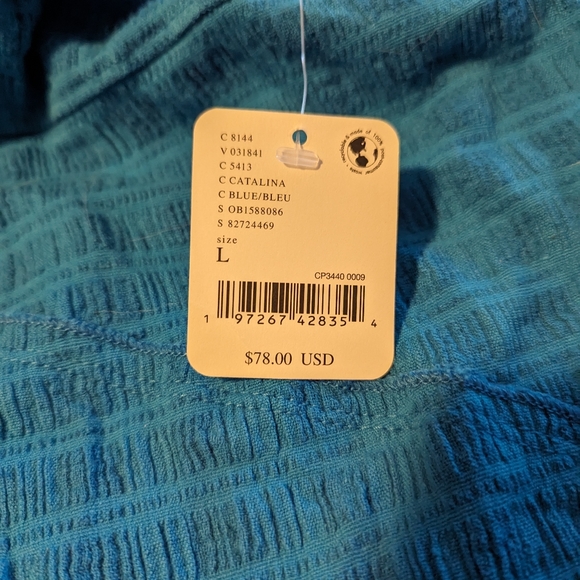 C 8144
V 031841
C 5413
C CATALINA
C BLUE/BLEU
S OB1588086
S 82724469
size
L
CP3440 0009
1 97267 42835 4
$78.00 USD